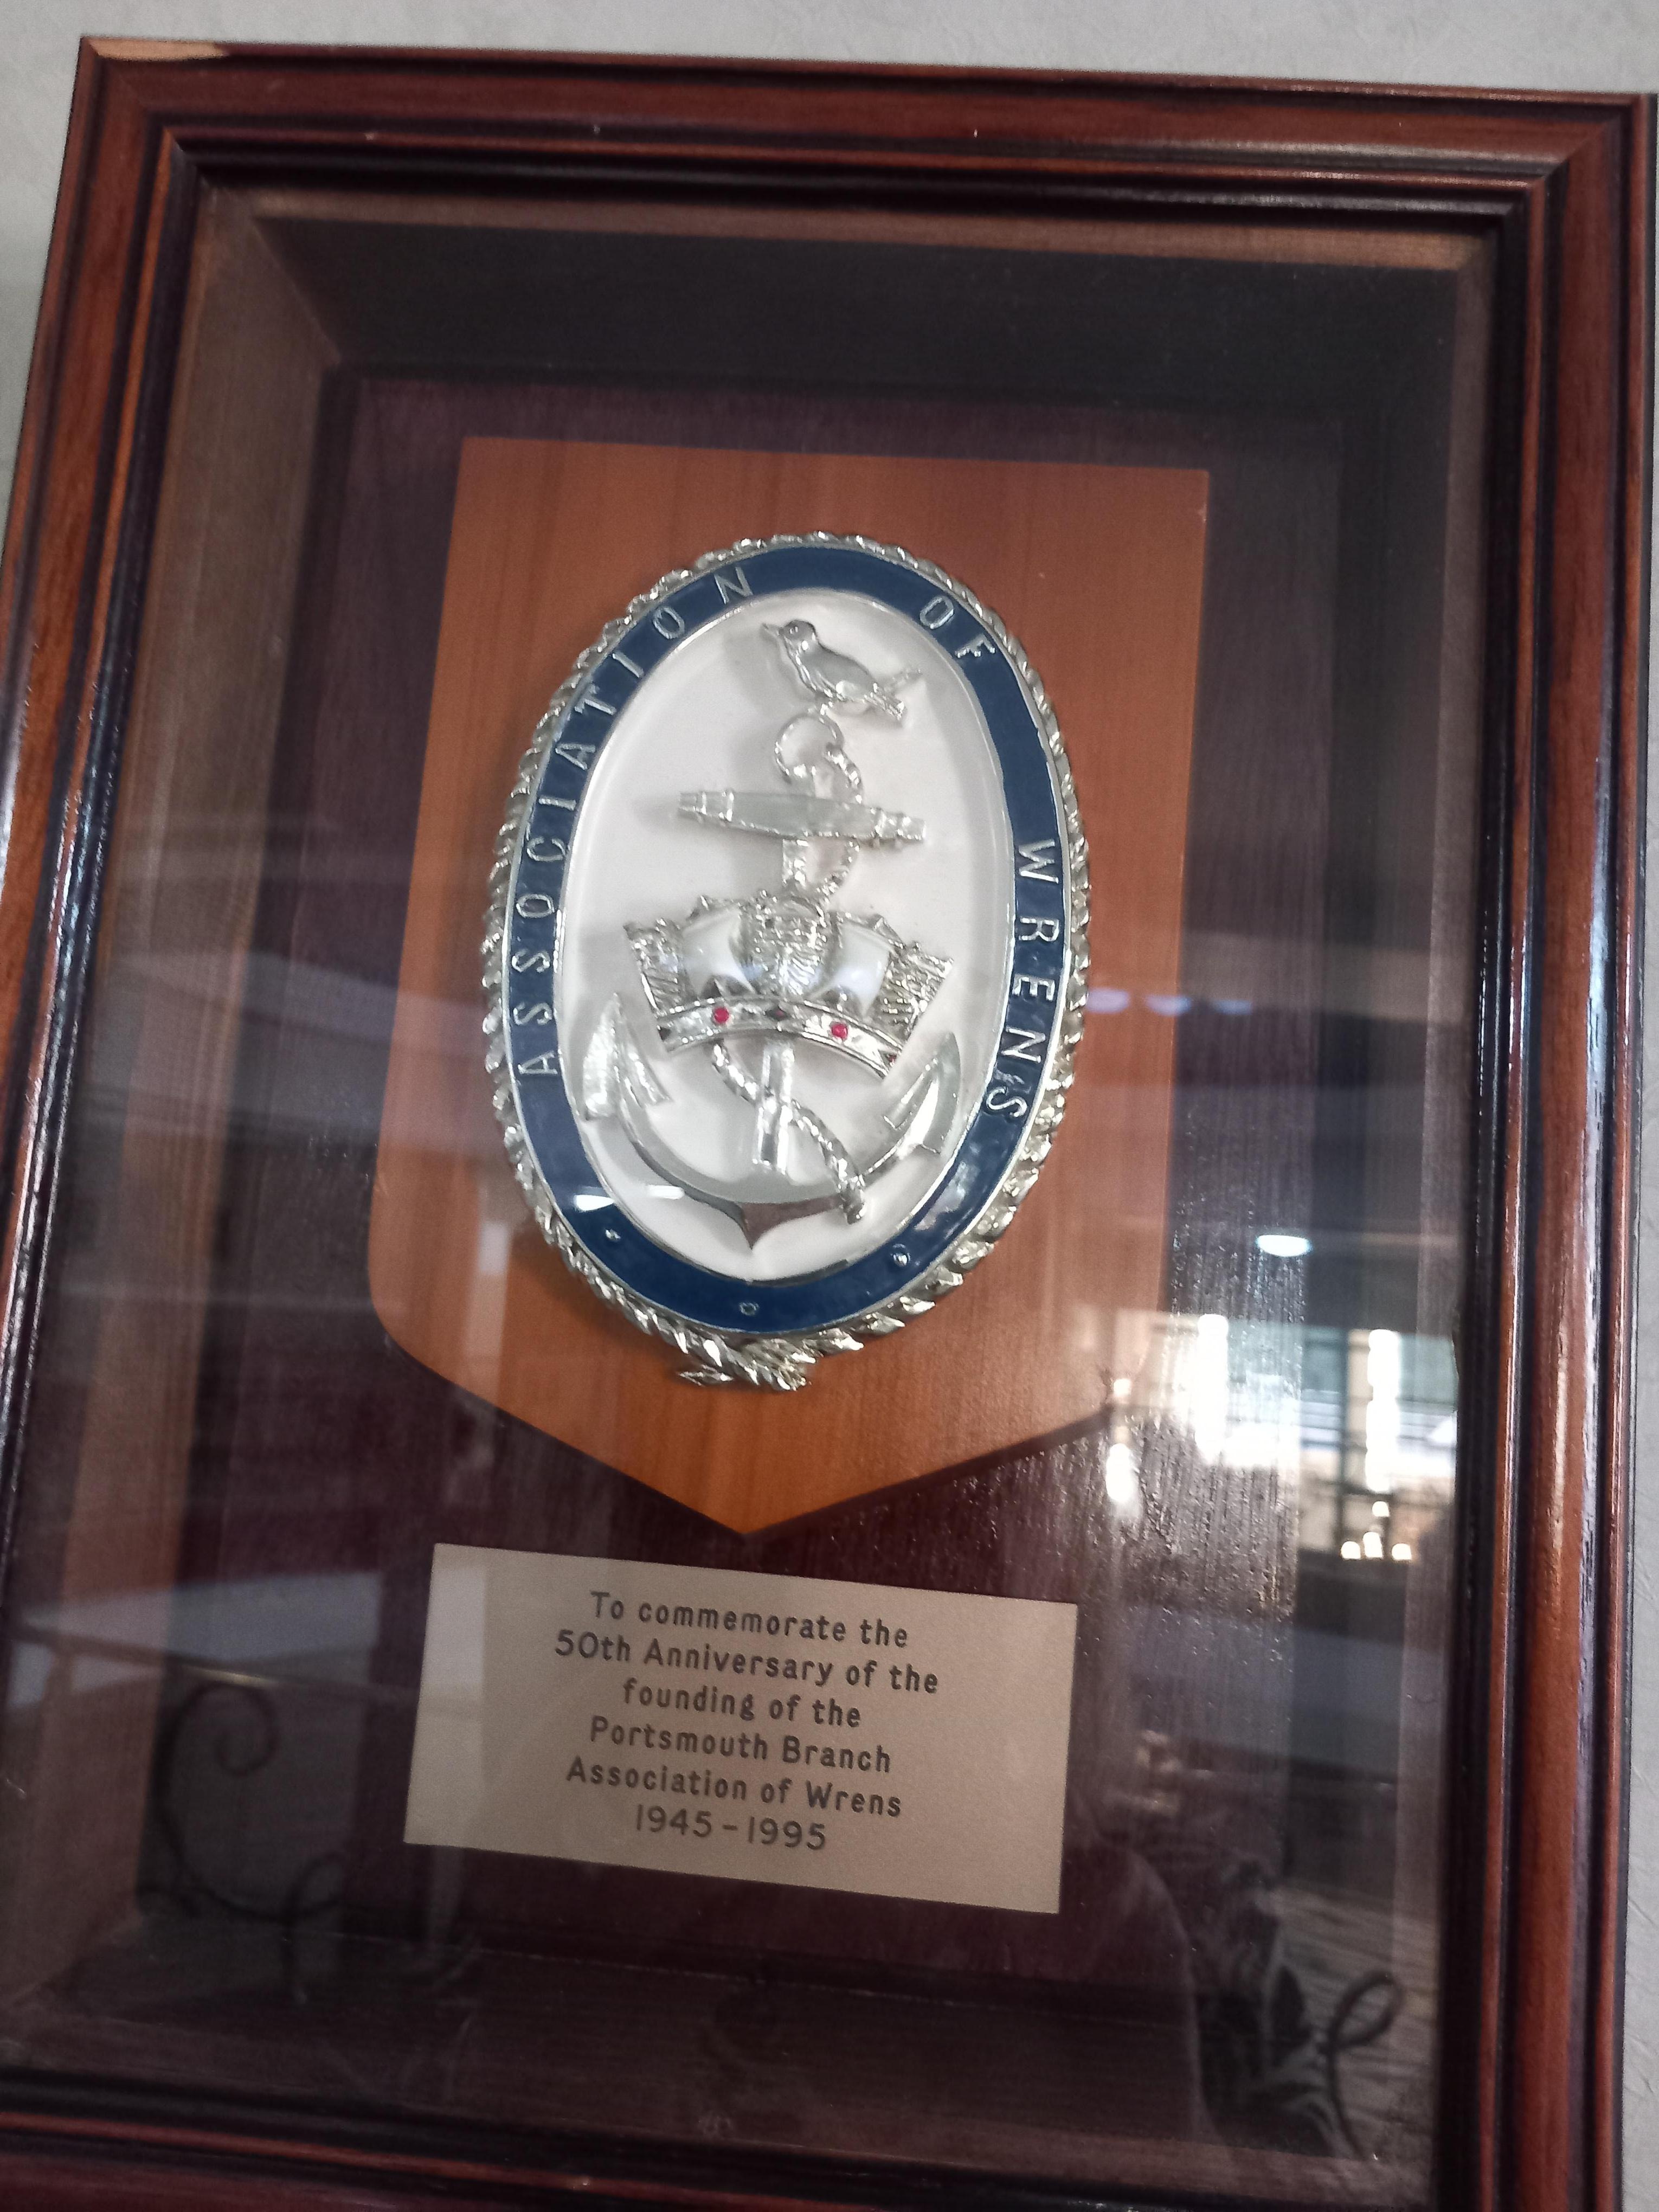 ASSOCIATION OF WRENS
To commemorate the
50th Anniversary of the
founding of the
Portsmouth Branch
Association of Wrens
1945-1995